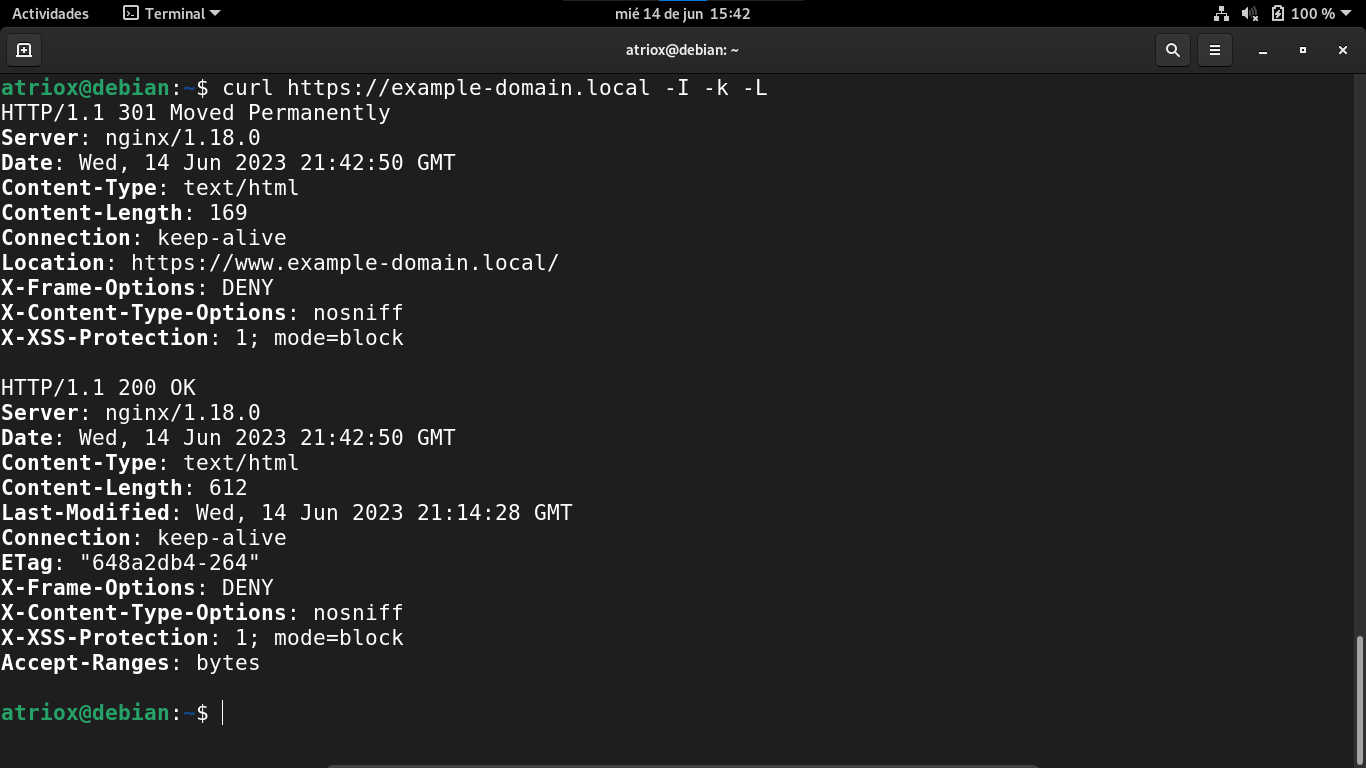 Actividades Terminal mié 14 de jun 15:42 100 %
atriox@debian: ~
atriox@debian:~$ curl https://example-domain.local -I -k -L
HTTP/1.1 301 Moved Permanently
Server: nginx/1.18.0
Date: Wed, 14 Jun 2023 21:42:50 GMT
Content-Type: text/html
Content-Length: 169
Connection: keep-alive
Location: https://www.example-domain.local/
X-Frame-Options: DENY
X-Content-Type-Options: nosniff
X-XSS-Protection: 1; mode=block

HTTP/1.1 200 OK
Server: nginx/1.18.0
Date: Wed, 14 Jun 2023 21:42:50 GMT
Content-Type: text/html
Content-Length: 612
Last-Modified: Wed, 14 Jun 2023 21:14:28 GMT
Connection: keep-alive
ETag: "648a2db4-264"
X-Frame-Options: DENY
X-Content-Type-Options: nosniff
X-XSS-Protection: 1; mode=block
Accept-Ranges: bytes

atriox@debian:~$